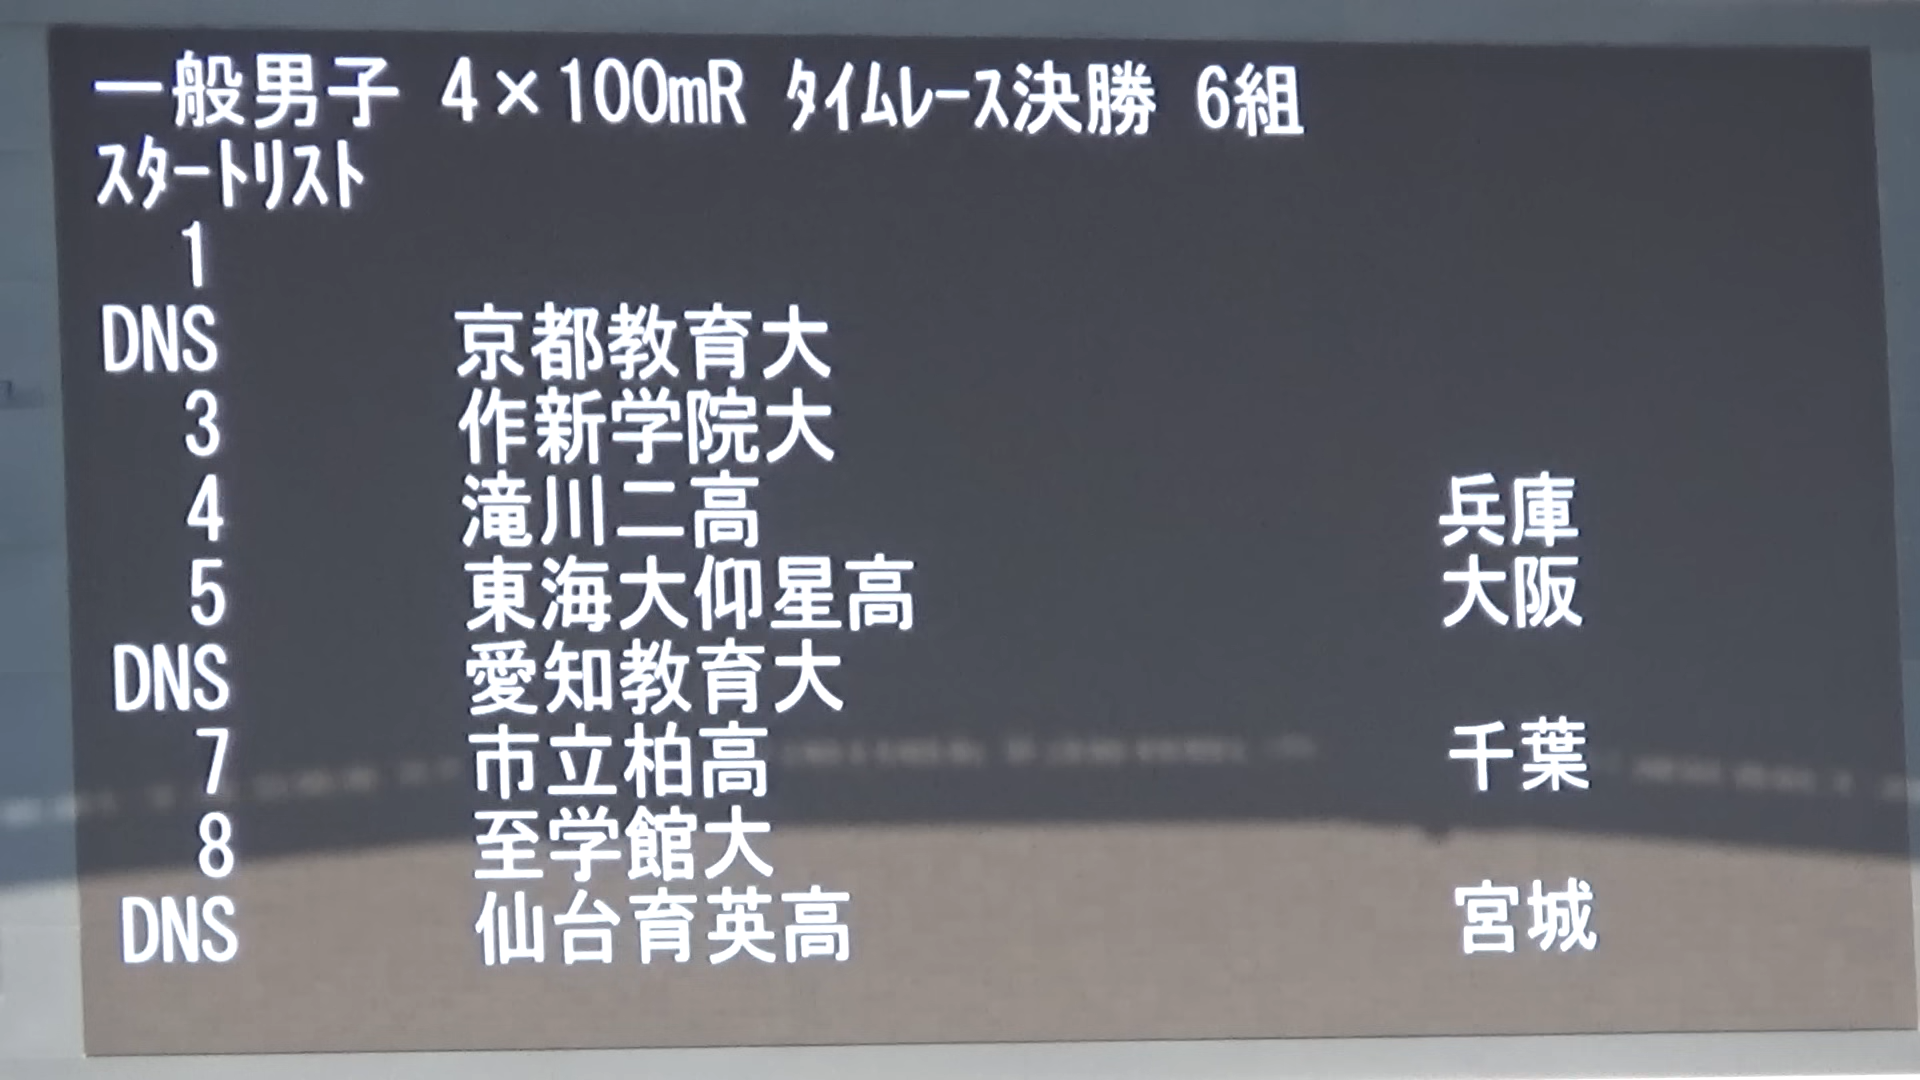 一般男子 4×100mR ﾀｲﾑﾚｰｽ決勝 6組
ｽﾀｰﾄﾘｽﾄ
1
DNS 京都教育大
3 作新学院大
4 滝川二高 兵庫
5 東海大仰星高 大阪
DNS 愛知教育大
7 市立柏高 千葉
8 至学館大
DNS 仙台育英高 宮城